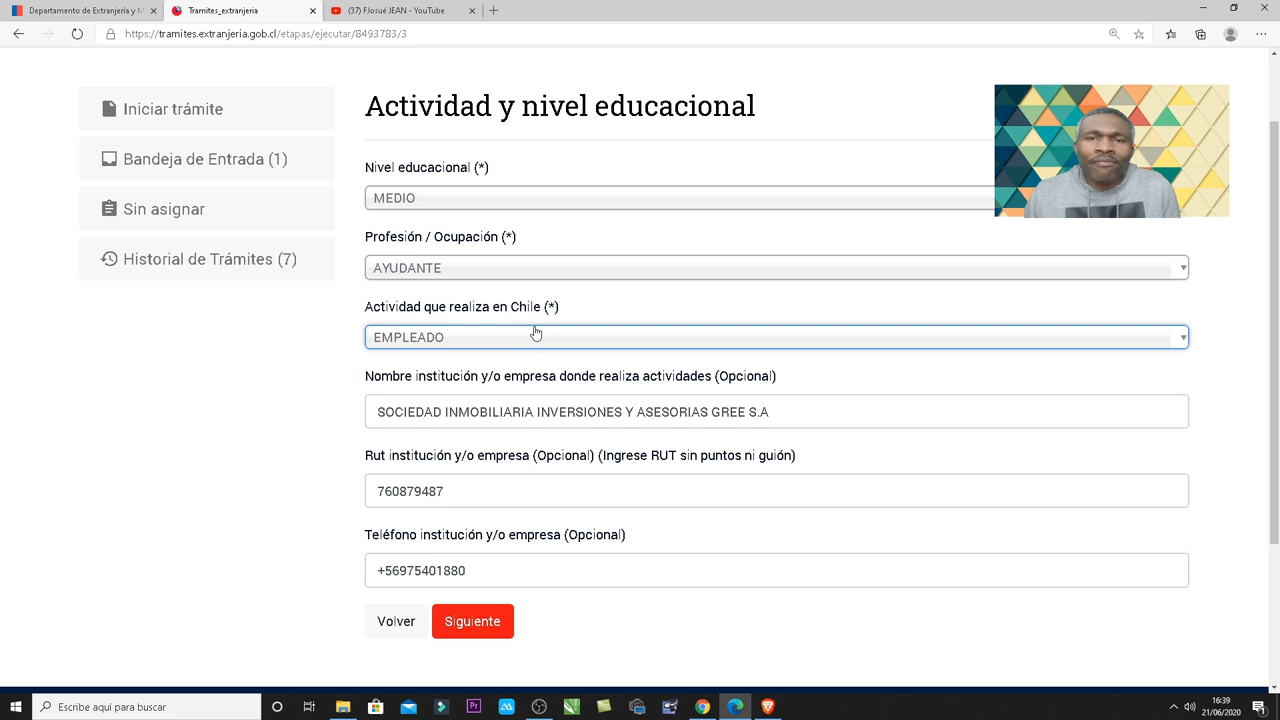 Departamento de Extranjería y M
Tramites_extranjeria
(37) FJosué JEAN - YouTube
https://tramites.extranjeria.gob.cl/etapas/ejecutar/8493783/3
Iniciar trámite
Bandeja de Entrada (1)
Sin asignar
Historial de Trámites (7)
Actividad y nivel educacional
Nivel educacional (*)
MEDIO
Profesión / Ocupación (*)
AYUDANTE
Actividad que realiza en Chile (*)
EMPLEADO
Nombre institución y/o empresa donde realiza actividades (Opcional)
SOCIEDAD INMOBILIARIA INVERSIONES Y ASESORIAS GREE S.A
Rut institución y/o empresa (Opcional) (Ingrese RUT sin puntos ni guión)
760879487
Teléfono institución y/o empresa (Opcional)
+56975401880
Volver
Siguiente
Escribe aquí para buscar
Pr
16:39
21/06/2020
1